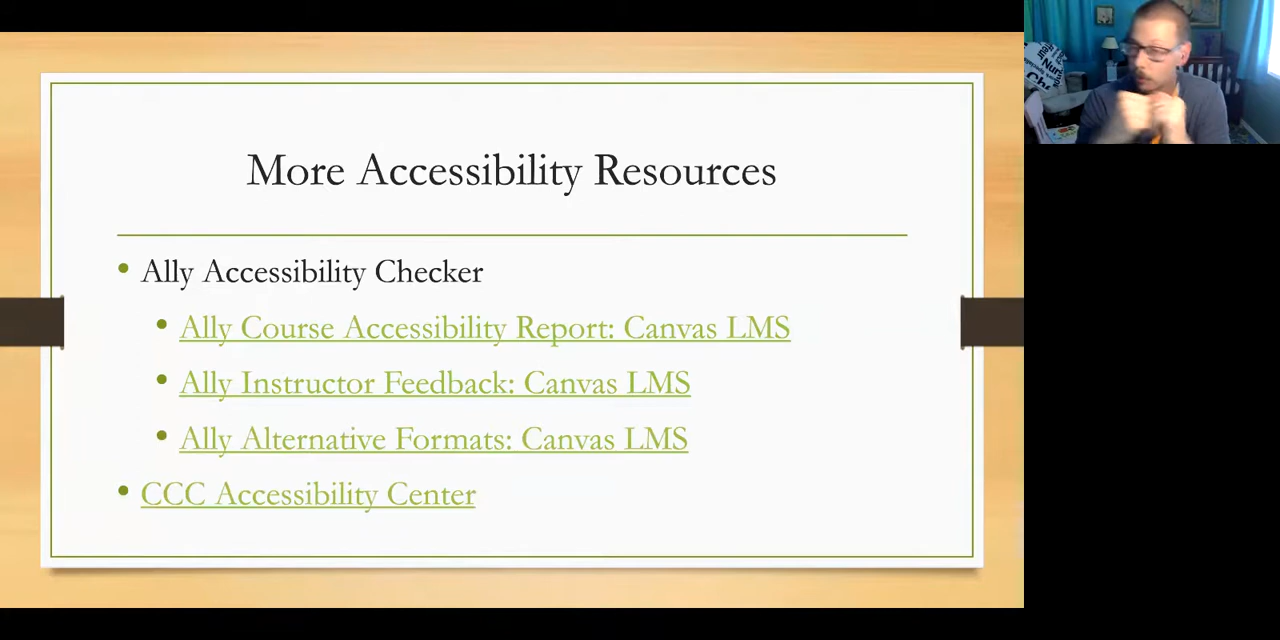 More Accessibility Resources
Ally Accessibility Checker
Ally Course Accessibility Report: Canvas LMS
Ally Instructor Feedback: Canvas LMS
Ally Alternative Formats: Canvas LMS
CCC Accessibility Center